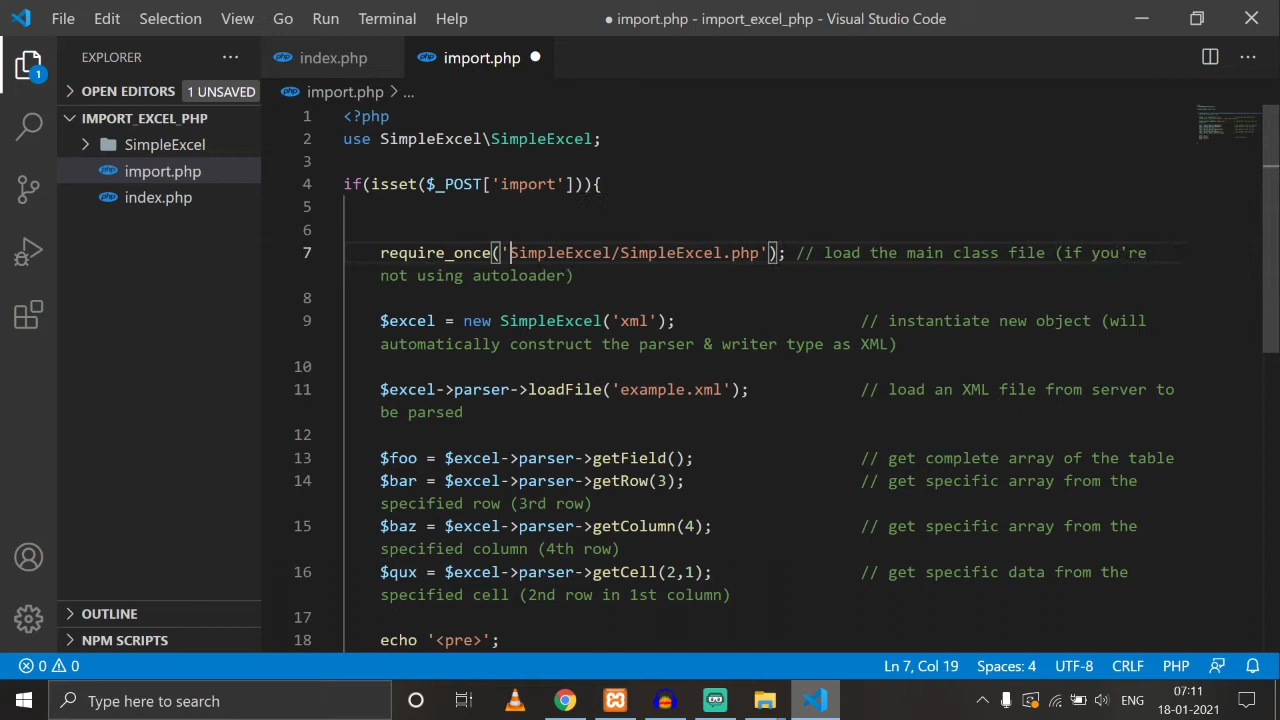 File Edit Selection View Go Run Terminal Help
● import.php - import_excel_php - Visual Studio Code
EXPLORER ···
index.php
import.php
OPEN EDITORS 1 UNSAVED
IMPORT_EXCEL_PHP
SimpleExcel
import.php
index.php
OUTLINE
NPM SCRIPTS
import.php > ...
1 <?php
2 use SimpleExcel\SimpleExcel;
3
4 if(isset($_POST['import'])){
5
6
7 require_once('SimpleExcel/SimpleExcel.php'); // load the main class file (if you're
not using autoloader)
8
9 $excel = new SimpleExcel('xml'); // instantiate new object (will
automatically construct the parser & writer type as XML)
10
11 $excel->parser->loadFile('example.xml'); // load an XML file from server to
be parsed
12
13 $foo = $excel->parser->getField(); // get complete array of the table
14 $bar = $excel->parser->getRow(3); // get specific array from the
specified row (3rd row)
15 $baz = $excel->parser->getColumn(4); // get specific array from the
specified column (4th row)
16 $qux = $excel->parser->getCell(2,1); // get specific data from the
specified cell (2nd row in 1st column)
17
18 echo '<pre>';
0 0 Ln 7, Col 19 Spaces: 4 UTF-8 CRLF PHP
Type here to search
ENG
07:11
18-01-2021
1